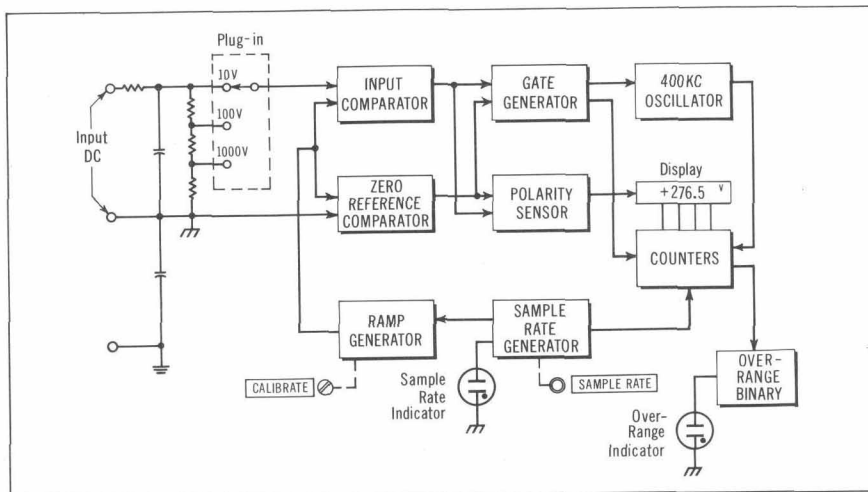 Plug-in
10V
100V
1000V
Input
DC
INPUT
COMPARATOR
GATE
GENERATOR
400KC
OSCILLATOR
ZERO
REFERENCE
COMPARATOR
POLARITY
SENSOR
Display
+276.5 V
COUNTERS
RAMP
GENERATOR
SAMPLE
RATE
GENERATOR
CALIBRATE
Sample
Rate
Indicator
SAMPLE RATE
OVER-
RANGE
BINARY
Over-
Range
Indicator